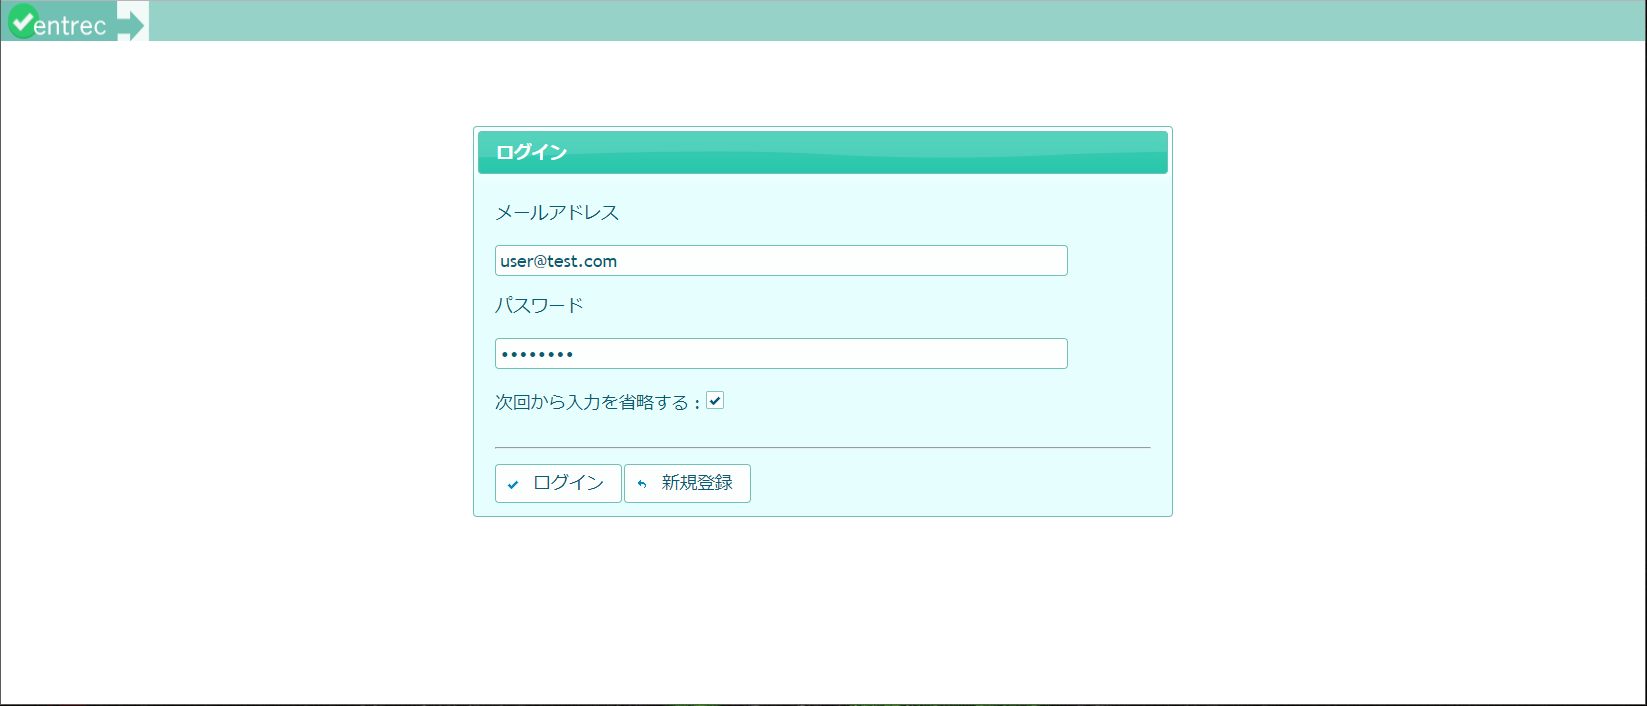 entrec
ログイン
メールアドレス
user@test.com
パスワード
••••••••
次回から入力を省略する：
ログイン 新規登録